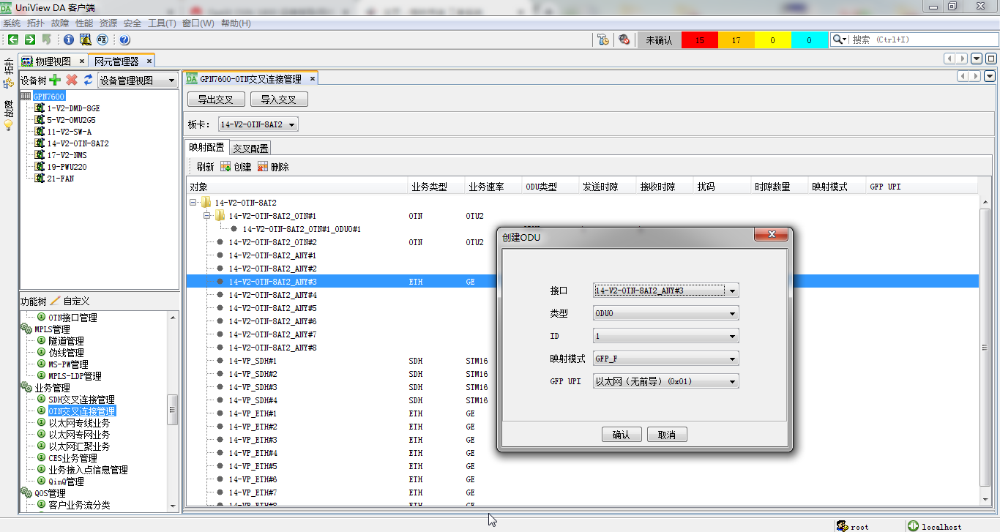 DA UniView DA 客户端
系统 拓扑 故障 性能 资源 安全 工具(T) 窗口(W) 帮助(H)
未确认 15 17 0 0 搜索 (Ctrl+I)
拓扑
故障
物理视图 × 网元管理器 ×
设备树 设备管理视图
GPN7600
1-V2-DMD-8GE
5-V2-OMU2G5
11-V2-SW-A
14-V2-OTN-8AT2
17-V2-NMS
19-PWU220
21-FAN
功能树 自定义
OTN接口管理
MPLS管理
隧道管理
伪线管理
MS-PW管理
MPLS-LDP管理
业务管理
SDH交叉连接管理
OTN交叉连接管理
以太网专线业务
以太网专网业务
以太网汇聚业务
CES业务管理
业务接入点信息管理
QinQ管理
QOS管理
客户业务流分类
DA GPN7600-OTN交叉连接管理 ×
导出交叉 导入交叉
板卡: 14-V2-OTN-8AT2
映射配置 交叉配置
刷新 创建 删除
对象 业务类型 业务速率 ODU类型 发送时隙 接收时隙 扰码 时隙数量 映射模式 GFP UPI
14-V2-OTN-8AT2
14-V2-OTN-8AT2_OTN#1 OTN OTU2
14-V2-OTN-8AT2_OTN#1_ODU0#1
14-V2-OTN-8AT2_OTN#2 OTN OTU2
14-V2-OTN-8AT2_ANY#1
14-V2-OTN-8AT2_ANY#2
14-V2-OTN-8AT2_ANY#3 ETH GE
14-V2-OTN-8AT2_ANY#4
14-V2-OTN-8AT2_ANY#5
14-V2-OTN-8AT2_ANY#6
14-V2-OTN-8AT2_ANY#7
14-V2-OTN-8AT2_ANY#8
14-VP_SDH#1 SDH STM16
14-VP_SDH#2 SDH STM16
14-VP_SDH#3 SDH STM16
14-VP_SDH#4 SDH STM16
14-VP_ETH#1 ETH GE
14-VP_ETH#2 ETH GE
14-VP_ETH#3 ETH GE
14-VP_ETH#4 ETH GE
14-VP_ETH#5 ETH GE
14-VP_ETH#6 ETH GE
14-VP_ETH#7 ETH GE
14-VP_ETH#8 ETH GE
创建ODU
接口 14-V2-OTN-8AT2_ANY#3
类型 ODU0
ID 1
映射模式 GFP_F
GFP UPI 以太网（无前导）(0x01)
确认 取消
root localhost